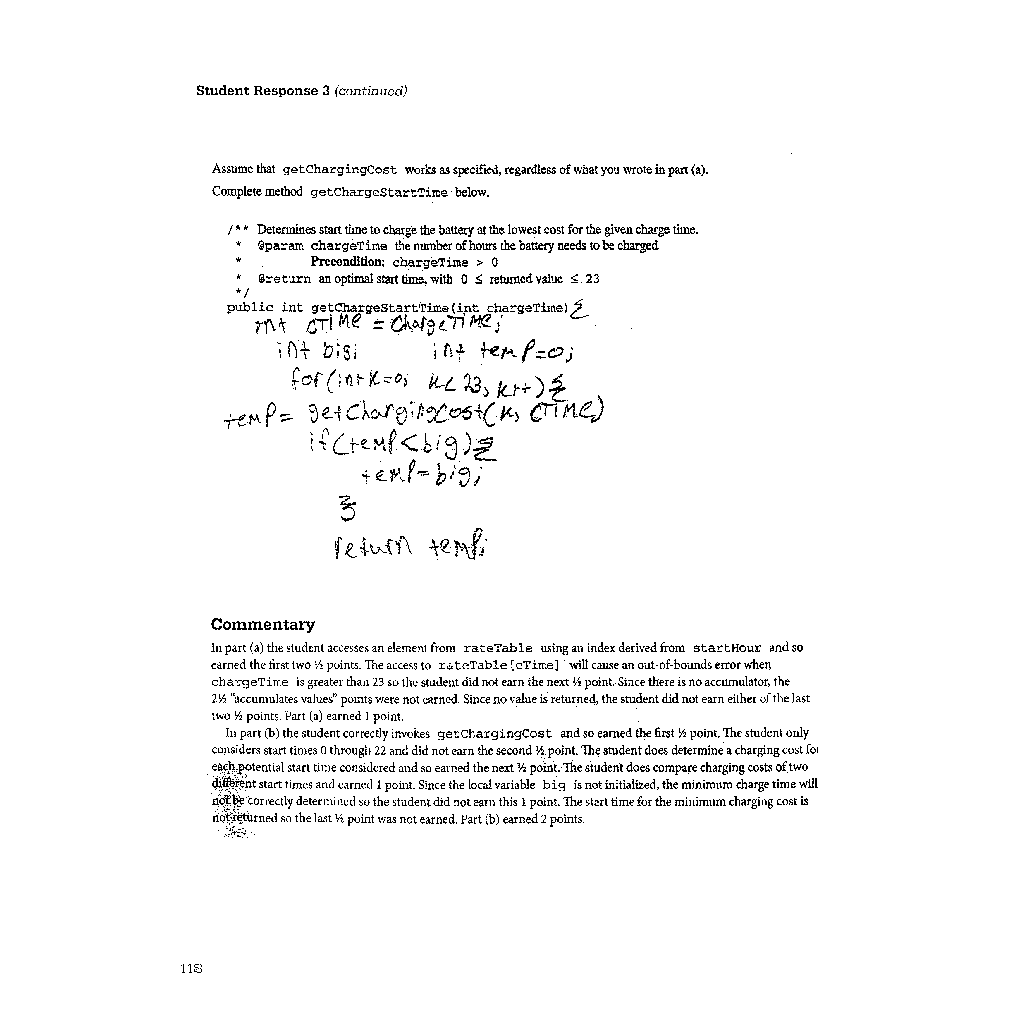 Student Response 3 (continued)
Assume that getChargingCost works as specified, regardless of what you wrote in part (a).
Complete method getChargeStartTime below.
/** Determines start time to charge the battery at the lowest cost for the given charge time.
* @param chargeTime the number of hours the battery needs to be charged
* Precondition: chargeTime > 0
* @return an optimal start time, with 0 ≤ returned value ≤ 23
*/
public int getChargeStartTime(int chargeTime){
int cTIME = ChargeTIME;
int big; int temp=0;
for(int k=0; k<23; k++){
temp= getChargingCost(k, cTIME)
if(temp<big){
temp=big;
}
return temp;
Commentary
In part (a) the student accesses an element from rateTable using an index derived from startHour and so
earned the first two ½ points. The access to rateTable[cTime] will cause an out-of-bounds error when
chargeTime is greater than 23 so the student did not earn the next ½ point. Since there is no accumulator, the
2½ "accumulates values" points were not earned. Since no value is returned, the student did not earn either of the last
two ½ points. Part (a) earned 1 point.
In part (b) the student correctly invokes getChargingCost and so earned the first ½ point. The student only
considers start times 0 through 22 and did not earn the second ½ point. The student does determine a charging cost for
each potential start time considered and so earned the next ½ point. The student does compare charging costs of two
different start times and earned 1 point. Since the local variable big is not initialized, the minimum charge time will
not be correctly determined so the student did not earn this 1 point. The start time for the minimum charging cost is
not returned so the last ½ point was not earned. Part (b) earned 2 points.
118